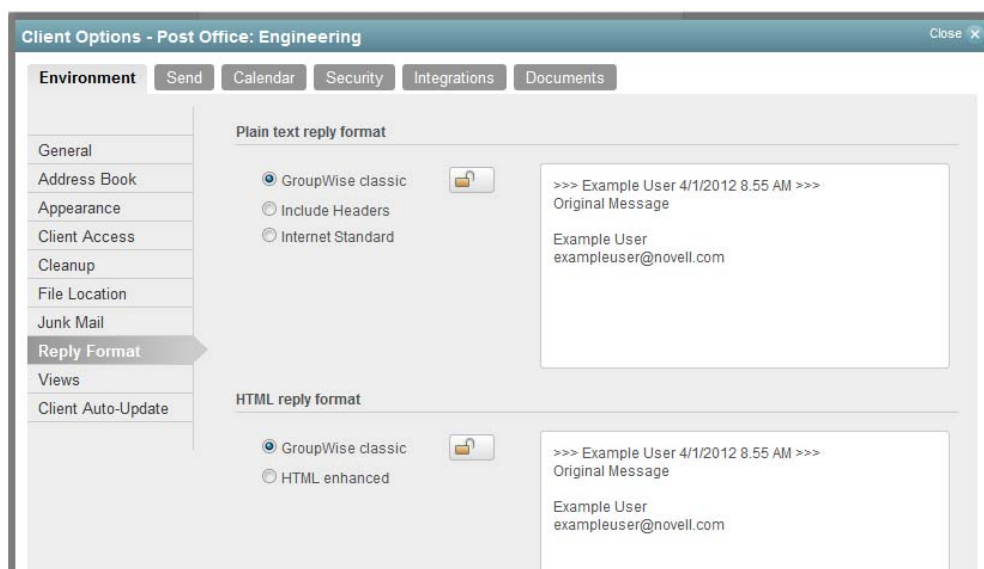 Client Options - Post Office: Engineering
Close
Environment Send Calendar Security Integrations Documents
General
Address Book
Appearance
Client Access
Cleanup
File Location
Junk Mail
Reply Format
Views
Client Auto-Update
Plain text reply format
GroupWise classic
Include Headers
Internet Standard
>>> Example User 4/1/2012 8.55 AM >>>
Original Message
Example User
exampleuser@novell.com
HTML reply format
GroupWise classic
HTML enhanced
>>> Example User 4/1/2012 8.55 AM >>>
Original Message
Example User
exampleuser@novell.com